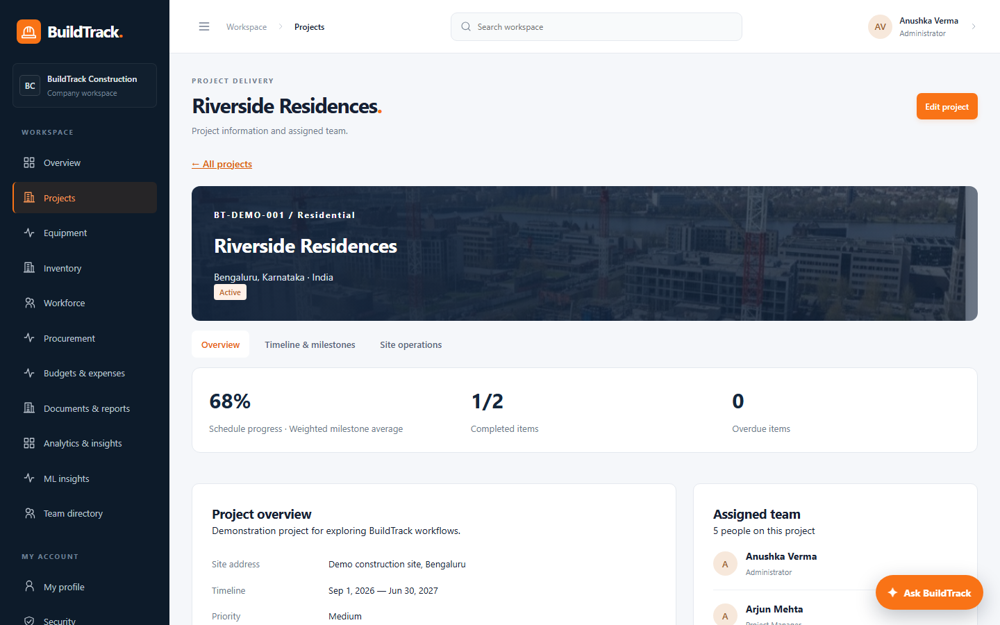 BuildTrack.
BC
BuildTrack Construction
Company workspace
WORKSPACE
Overview
Projects
Equipment
Inventory
Workforce
Procurement
Budgets & expenses
Documents & reports
Analytics & insights
ML insights
Team directory
MY ACCOUNT
My profile
Security
Workspace
Projects
Search workspace
AV
Anushka Verma
Administrator
PROJECT DELIVERY
Riverside Residences.
Project information and assigned team.
Edit project
← All projects
BT-DEMO-001 / Residential
Riverside Residences
Bengaluru, Karnataka · India
Active
Overview
Timeline & milestones
Site operations
68%
Schedule progress · Weighted milestone average
1/2
Completed items
0
Overdue items
Project overview
Demonstration project for exploring BuildTrack workflows.
Site address
Demo construction site, Bengaluru
Timeline
Sep 1, 2026 — Jun 30, 2027
Priority
Medium
Assigned team
5 people on this project
A
Anushka Verma
Administrator
A
Arjun Mehta
Project Manager
Ask BuildTrack